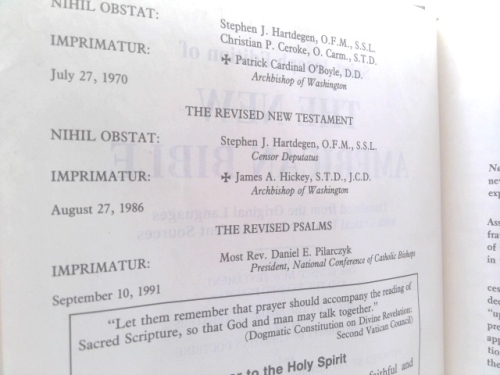 NIHIL OBSTAT: Stephen J. Hartdegen, O.F.M., S.S.L.
Christian P. Ceroke, O. Carm., S.T.D.
IMPRIMATUR: ✠ Patrick Cardinal O'Boyle, D.D.
Archbishop of Washington
July 27, 1970
THE REVISED NEW TESTAMENT
NIHIL OBSTAT: Stephen J. Hartdegen, O.F.M., S.S.L.
Censor Deputatus
IMPRIMATUR: ✠ James A. Hickey, S.T.D., J.C.D.
Archbishop of Washington
August 27, 1986
THE REVISED PSALMS
IMPRIMATUR: Most Rev. Daniel E. Pilarczyk
President, National Conference of Catholic Bishops
September 10, 1991
"Let them remember that prayer should accompany the reading of
Sacred Scripture, so that God and man may talk together."
(Dogmatic Constitution on Divine Revelation:
Second Vatican Council)
to the Holy Spirit
faithful and